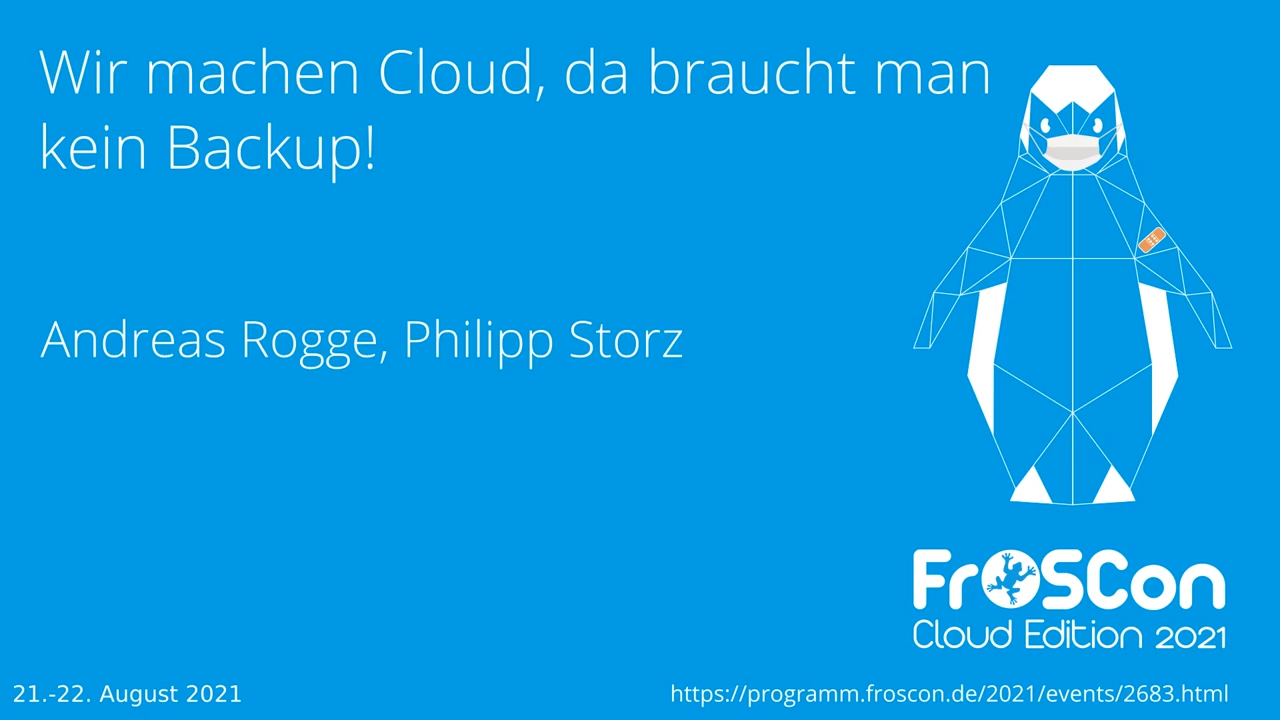 Wir machen Cloud, da braucht man
kein Backup!
Andreas Rogge, Philipp Storz
FrOSCon
Cloud Edition 2021
21.-22. August 2021
https://programm.froscon.de/2021/events/2683.html